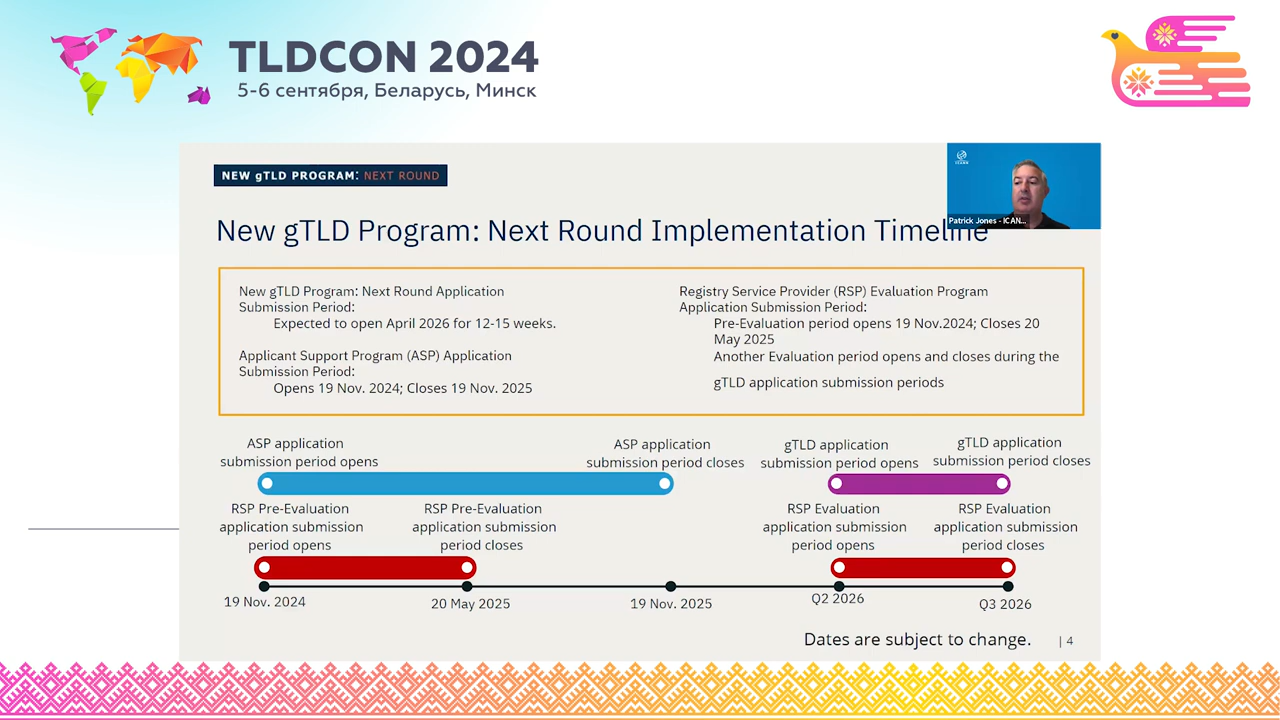 TLDCON 2024
5-6 сентября, Беларусь, Минск
NEW gTLD PROGRAM: NEXT ROUND
ICANN
Patrick Jones - ICAN...
New gTLD Program: Next Round Implementation Timeline
New gTLD Program: Next Round Application
Submission Period:
Expected to open April 2026 for 12-15 weeks.
Applicant Support Program (ASP) Application
Submission Period:
Opens 19 Nov. 2024; Closes 19 Nov. 2025
Registry Service Provider (RSP) Evaluation Program
Application Submission Period:
Pre-Evaluation period opens 19 Nov.2024; Closes 20
May 2025
Another Evaluation period opens and closes during the
gTLD application submission periods
ASP application
submission period opens
ASP application
submission period closes
gTLD application
submission period opens
gTLD application
submission period closes
RSP Pre-Evaluation
application submission
period opens
RSP Pre-Evaluation
application submission
period closes
RSP Evaluation
application submission
period opens
RSP Evaluation
application submission
period closes
19 Nov. 2024
20 May 2025
19 Nov. 2025
Q2 2026
Q3 2026
Dates are subject to change.
| 4